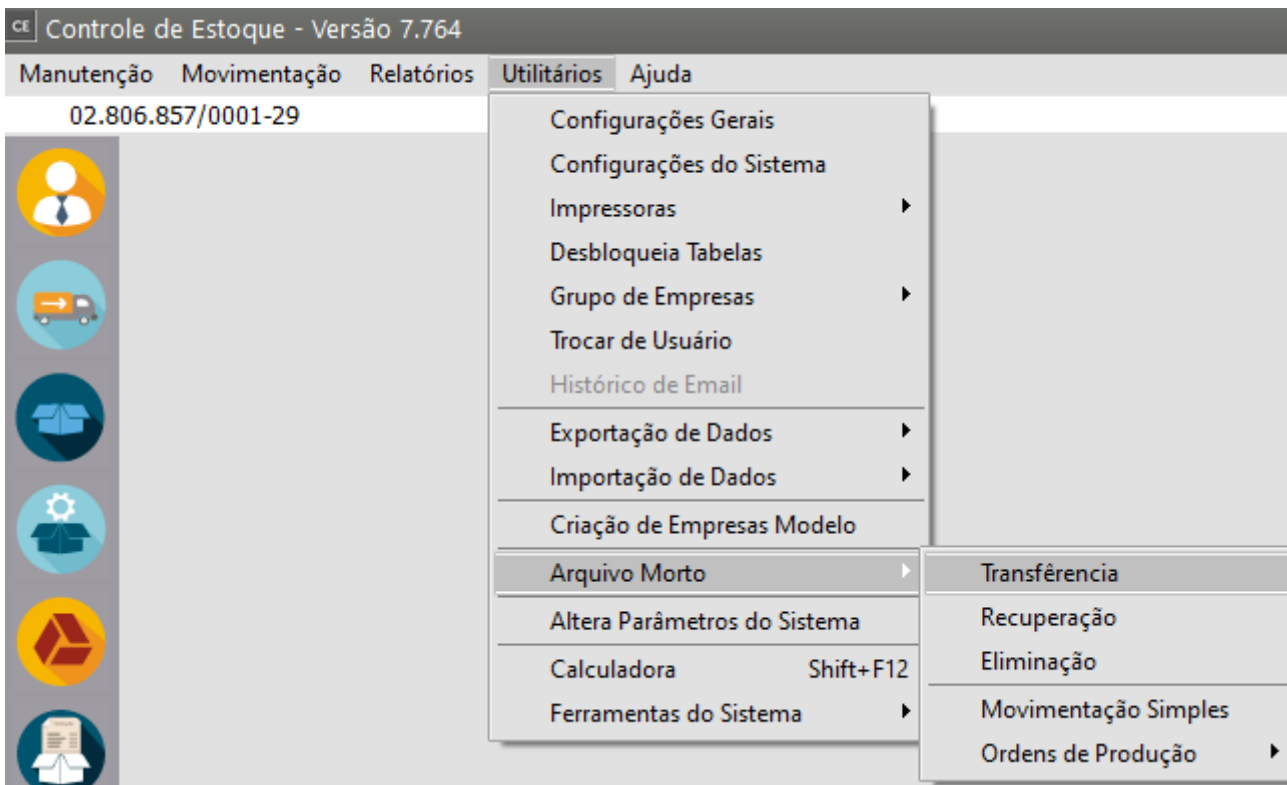 CE Controle de Estoque - Versão 7.764
Manutenção Movimentação Relatórios Utilitários Ajuda
02.806.857/0001-29
Configurações Gerais
Configurações do Sistema
Impressoras
Desbloqueia Tabelas
Grupo de Empresas
Trocar de Usuário
Histórico de Email
Exportação de Dados
Importação de Dados
Criação de Empresas Modelo
Arquivo Morto
Altera Parâmetros do Sistema
Calculadora Shift+F12
Ferramentas do Sistema
Transfêrencia
Recuperação
Eliminação
Movimentação Simples
Ordens de Produção